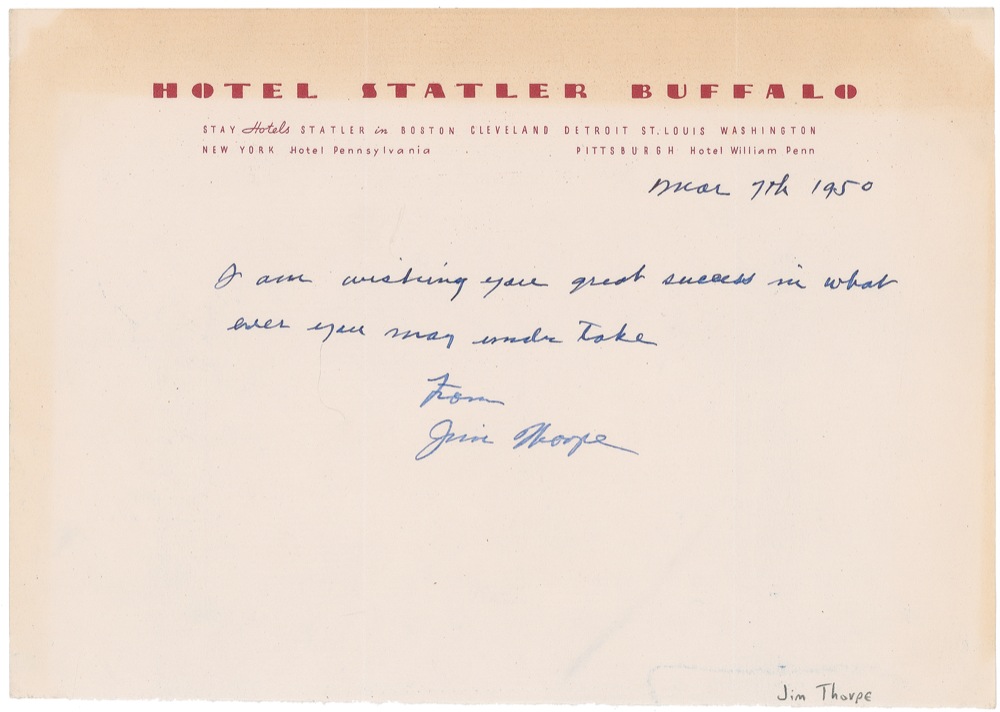 HOTEL STATLER BUFFALO
STAY Hotels STATLER in BOSTON CLEVELAND DETROIT ST. LOUIS WASHINGTON
NEW YORK Hotel Pennsylvania PITTSBURGH Hotel William Penn
Mar 7th 1950
I am wishing you great success in what
ever you may under take
From
Jim Thorpe
Jim Thorpe